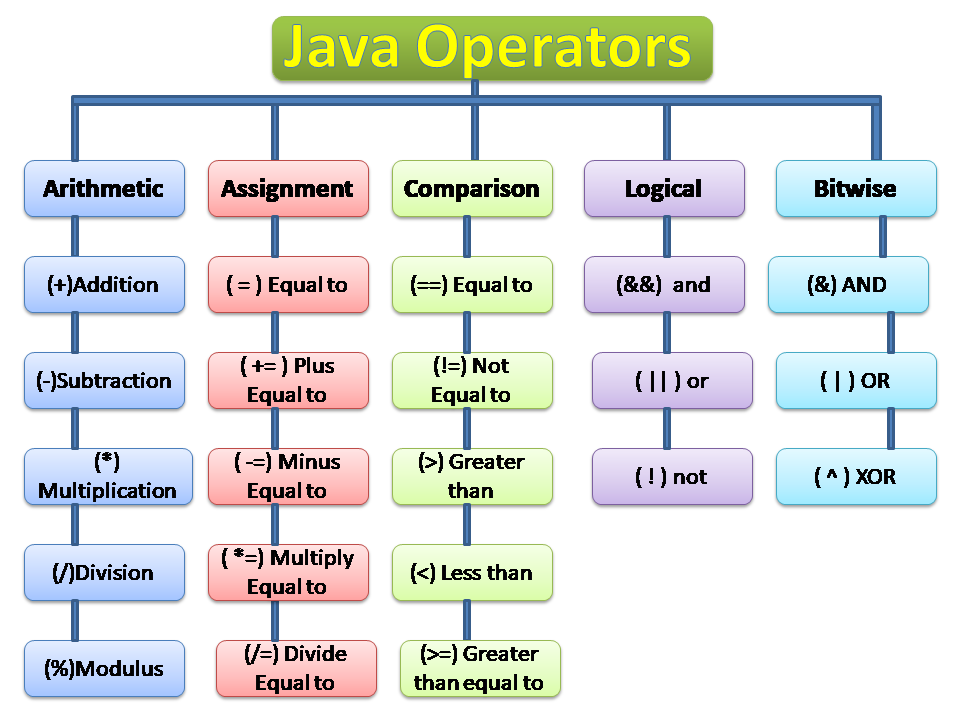 Java Operators
Arithmetic
(+)Addition
(-)Subtraction
(*)
Multiplication
(/)Division
(%)Modulus
Assignment
( = ) Equal to
( += ) Plus
Equal to
( -=) Minus
Equal to
( *=) Multiply
Equal to
(/=) Divide
Equal to
Comparison
(==) Equal to
(!=) Not
Equal to
(>) Greater
than
(<) Less than
(>=) Greater
than equal to
Logical
(&&) and
( || ) or
( ! ) not
Bitwise
(&) AND
( | ) OR
( ^ ) XOR